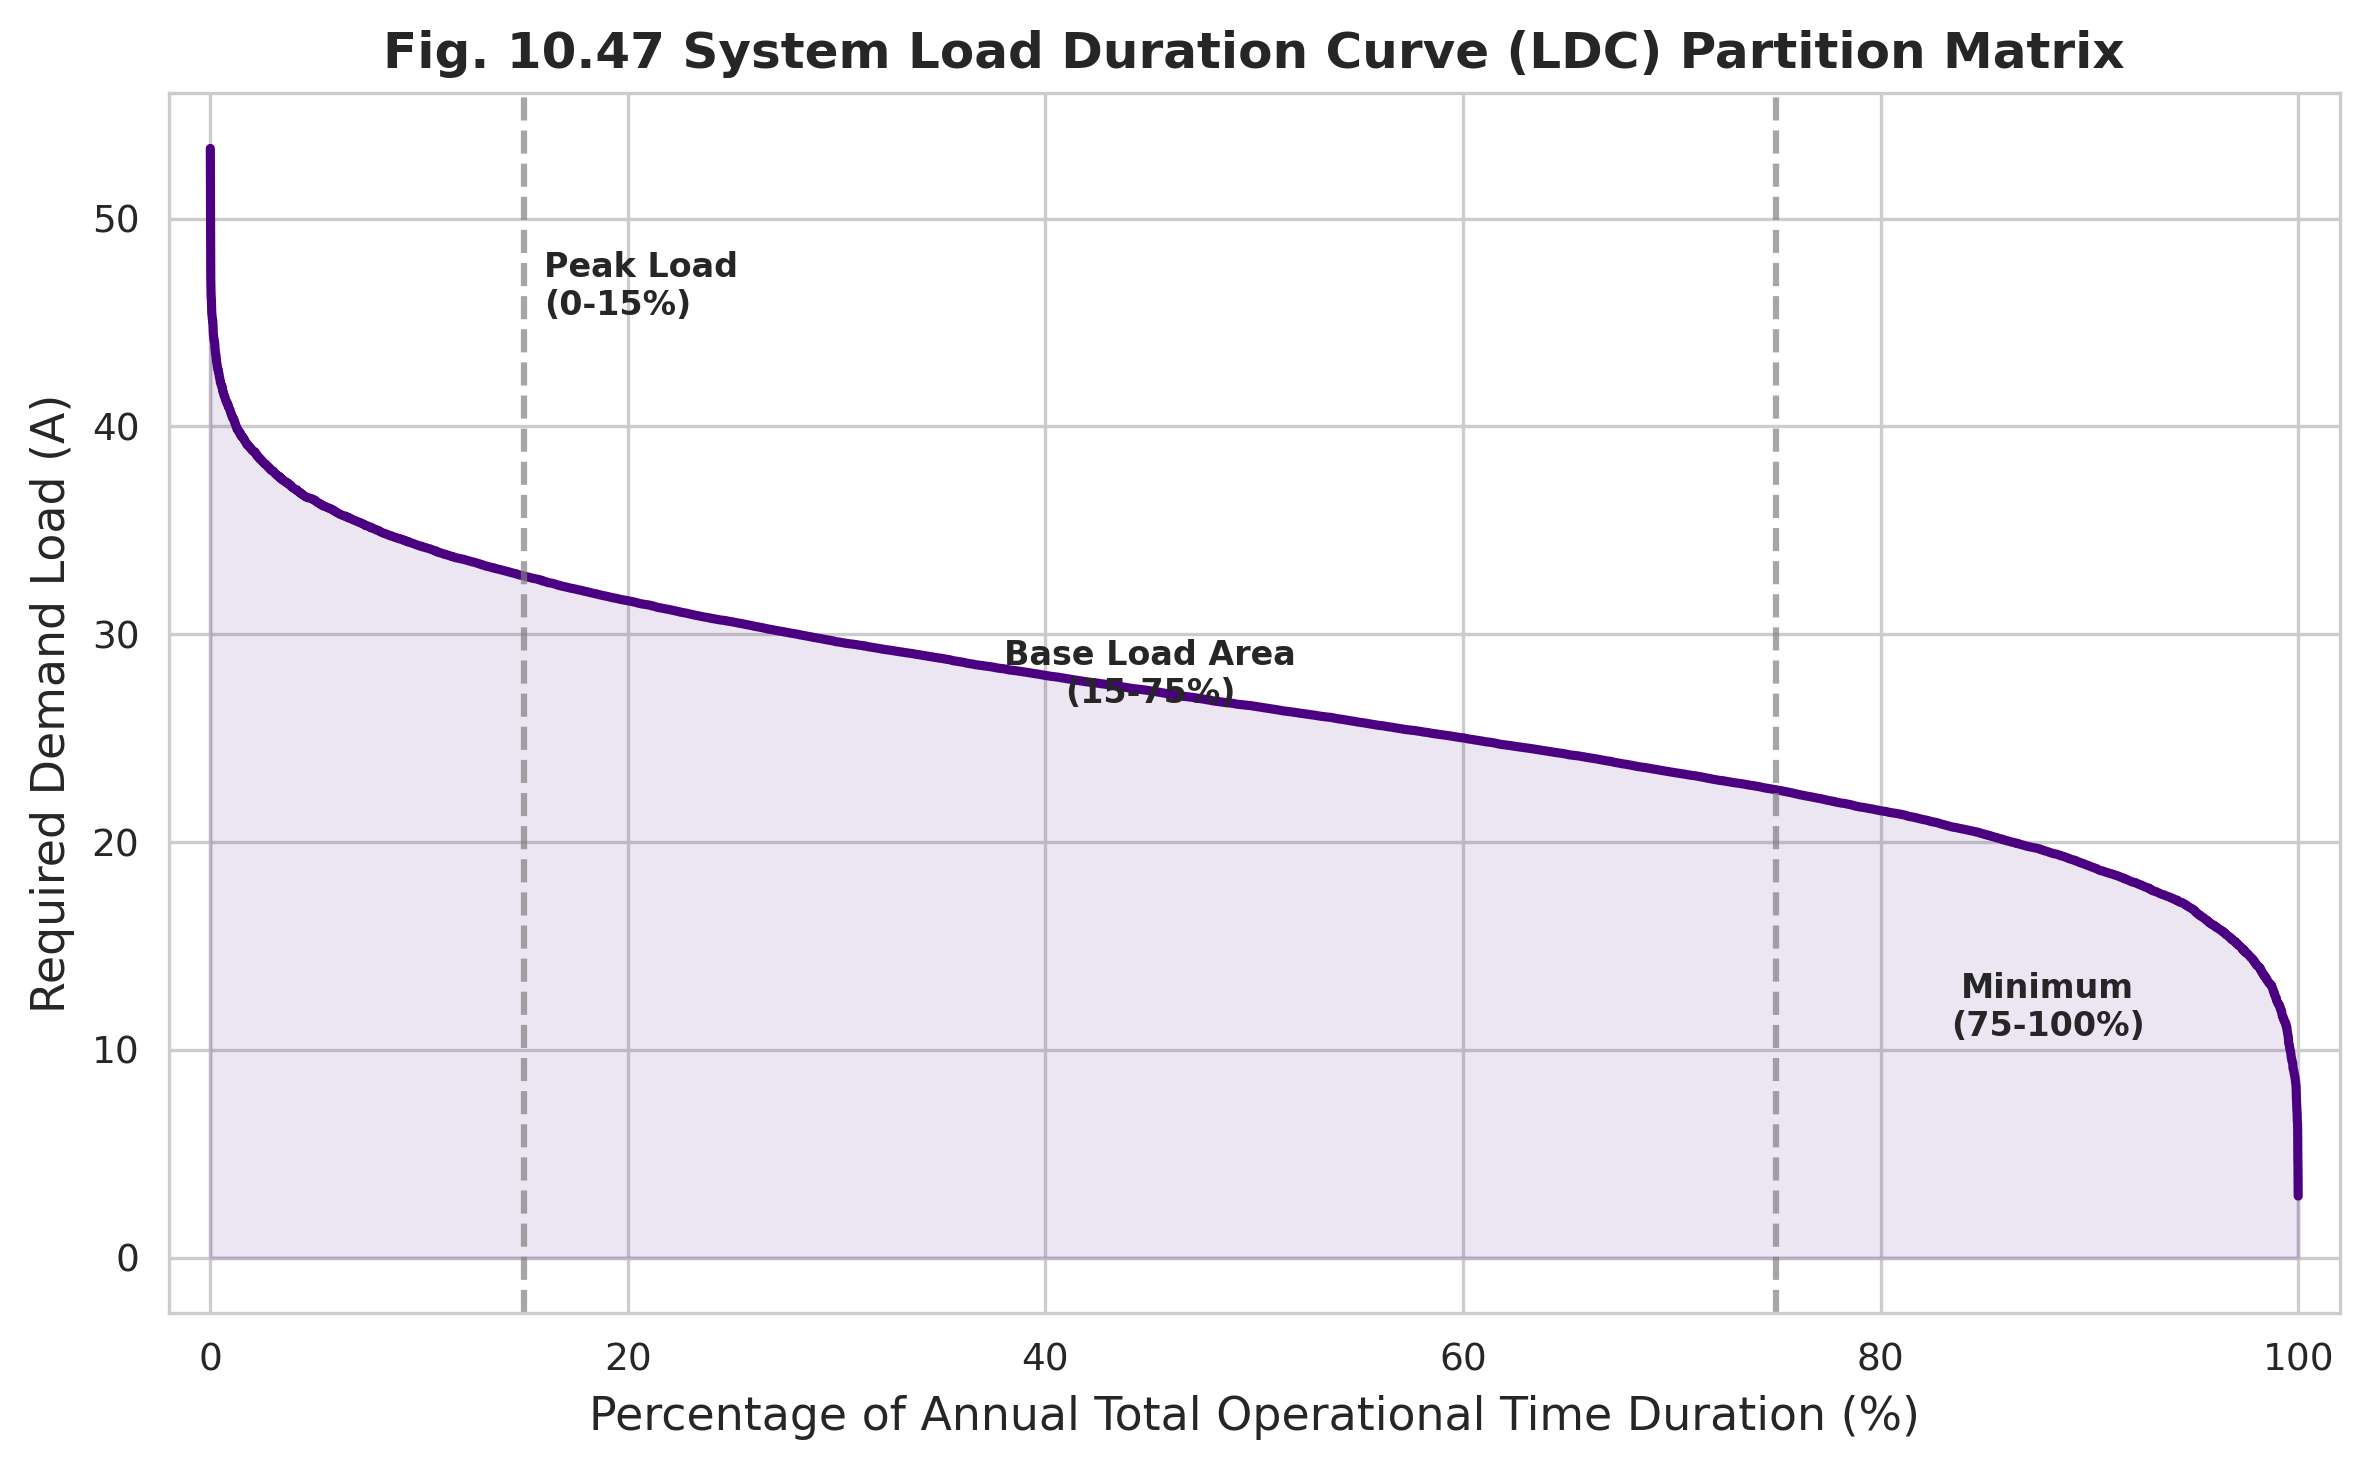 Fig. 10.47 System Load Duration Curve (LDC) Partition Matrix
Required Demand Load (A)
50
40
30
20
10
0
Peak Load
(0-15%)
Base Load Area
(15-75%)
Minimum
(75-100%)
0 20 40 60 80 100
Percentage of Annual Total Operational Time Duration (%)